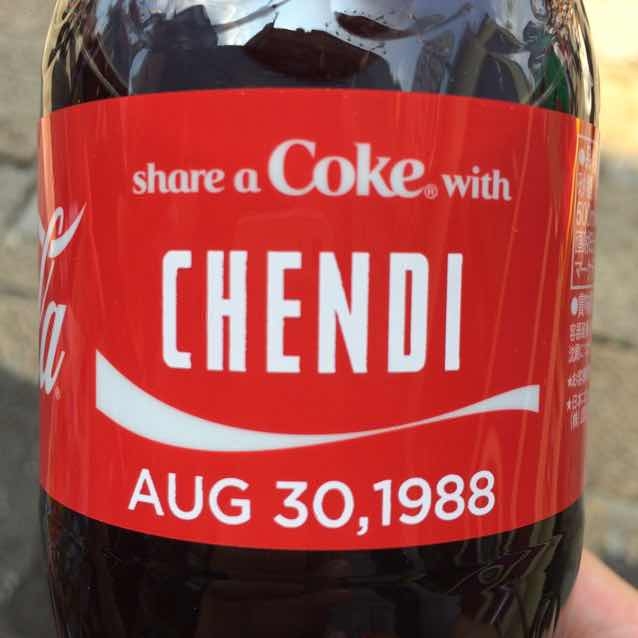 share a Coke® with
CHENDI
AUG 30,1988